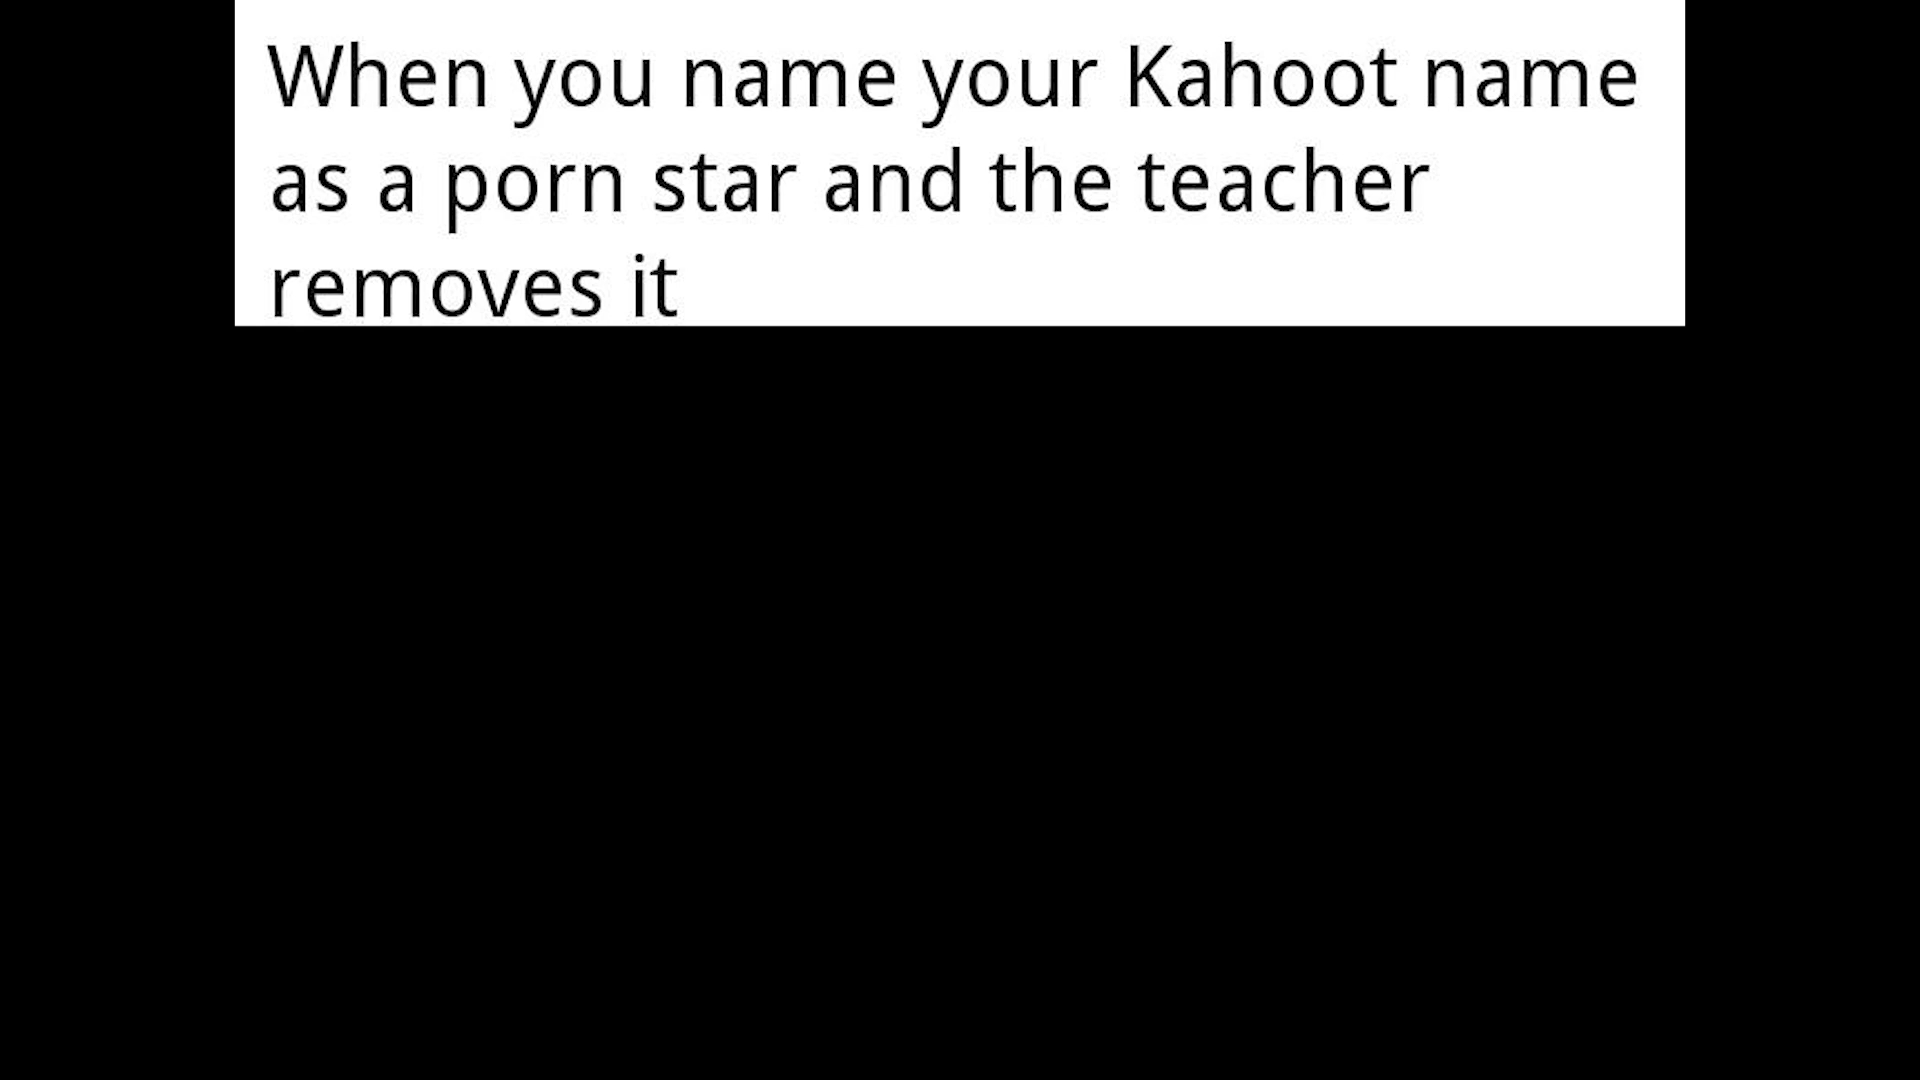 When you name your Kahoot name
as a porn star and the teacher
removes it